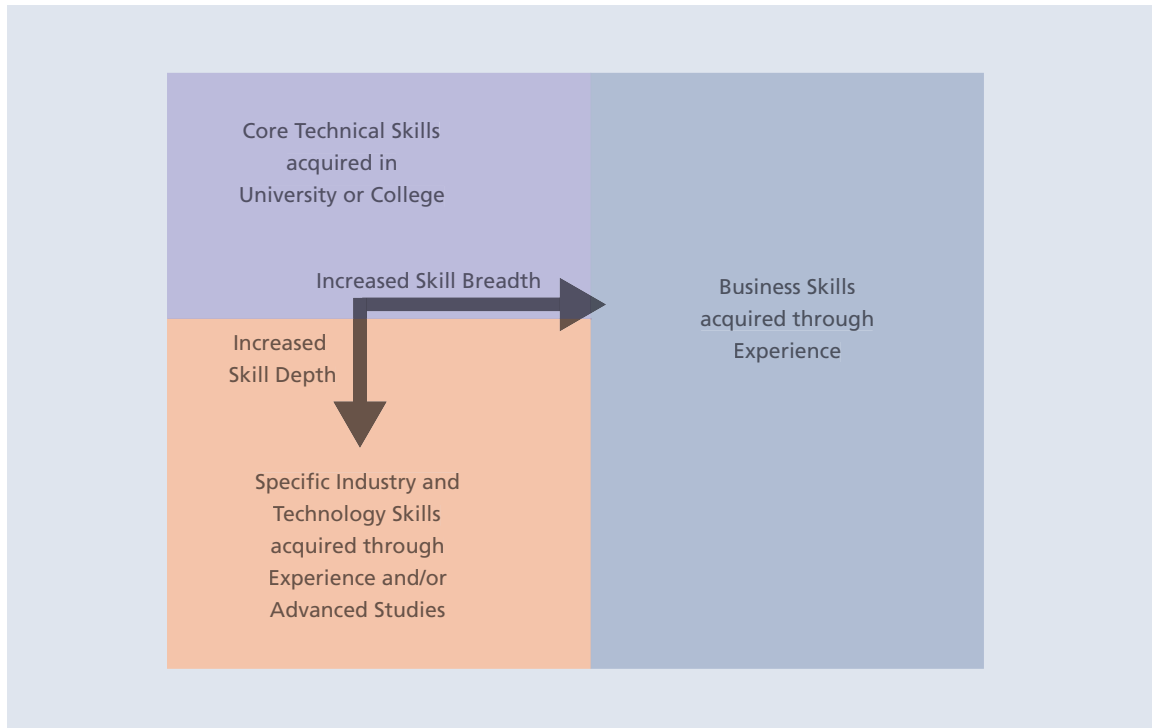 Core Technical Skills
acquired in
University or College
Increased Skill Breadth
Increased
Skill Depth
Specific Industry and
Technology Skills
acquired through
Experience and/or
Advanced Studies
Business Skills
acquired through
Experience